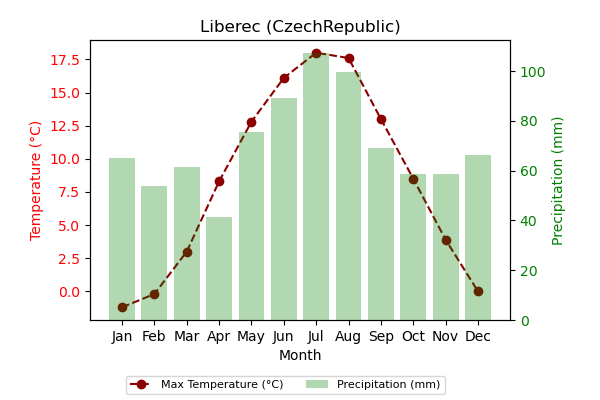 Liberec (CzechRepublic)
Temperature (°C)
17.5
15.0
12.5
10.0
7.5
5.0
2.5
0.0
100
80
60
40
20
0
Precipitation (mm)
Jan Feb Mar Apr May Jun Jul Aug Sep Oct Nov Dec
Month
Max Temperature (°C) Precipitation (mm)